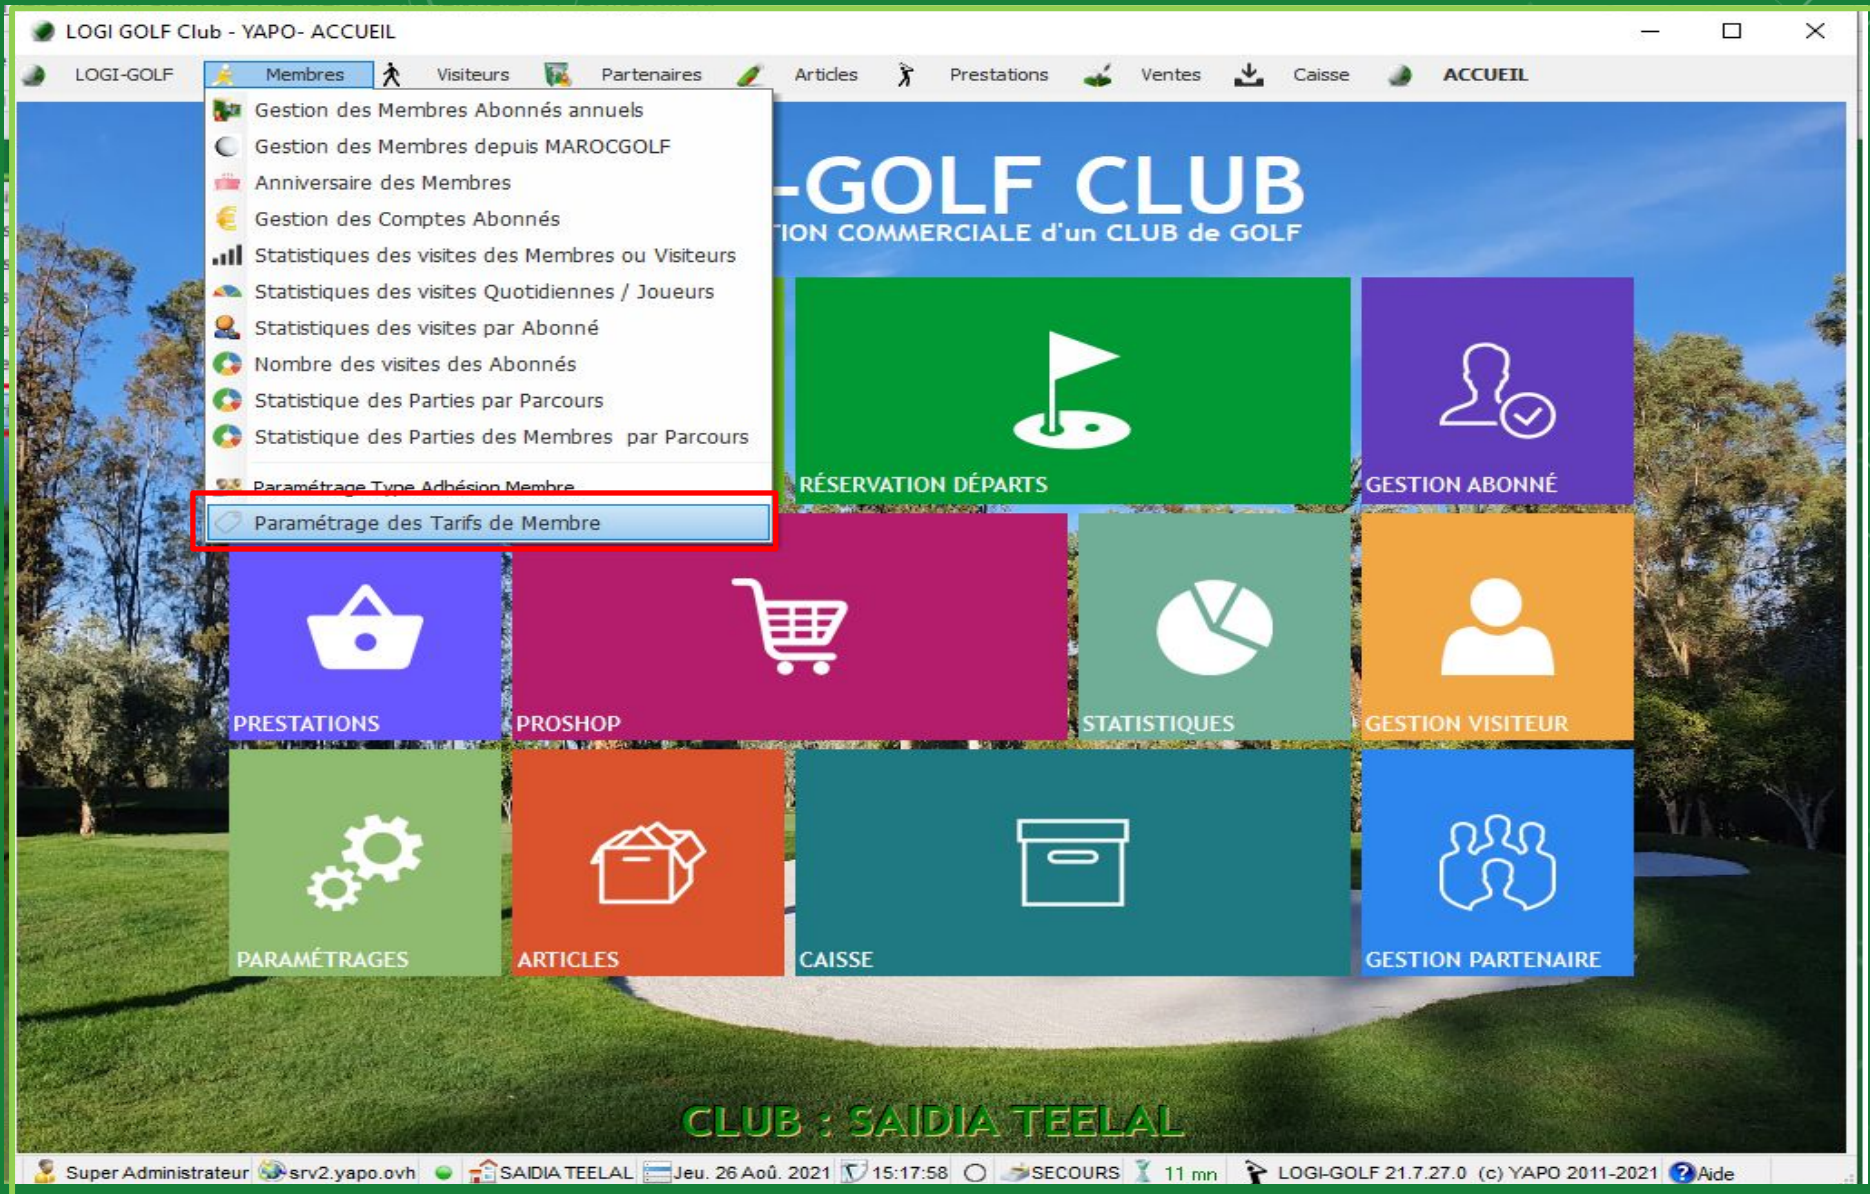 LOGI GOLF Club - YAPO- ACCUEIL
LOGI-GOLF Membres Visiteurs Partenaires Articles Prestations Ventes Caisse ACCUEIL
Gestion des Membres Abonnés annuels
Gestion des Membres depuis MAROCGOLF
Anniversaire des Membres
Gestion des Comptes Abonnés
Statistiques des visites des Membres ou Visiteurs
Statistiques des visites Quotidiennes / Joueurs
Statistiques des visites par Abonné
Nombre des visites des Abonnés
Statistique des Parties par Parcours
Statistique des Parties des Membres par Parcours
Paramétrage Type Adhésion Membre
Paramétrage des Tarifs de Membre
-GOLF CLUB
TION COMMERCIALE d'un CLUB de GOLF
RÉSERVATION DÉPARTS
GESTION ABONNÉ
PRESTATIONS
PROSHOP
STATISTIQUES
GESTION VISITEUR
PARAMÉTRAGES
ARTICLES
CAISSE
GESTION PARTENAIRE
CLUB : SAIDIA TEELAL
Super Administrateur srv2.yapo.ovh SAIDIA TEELAL Jeu. 26 Aoû. 2021 15:17:58 SECOURS 11 mn LOGI-GOLF 21.7.27.0 (c) YAPO 2011-2021 Aide